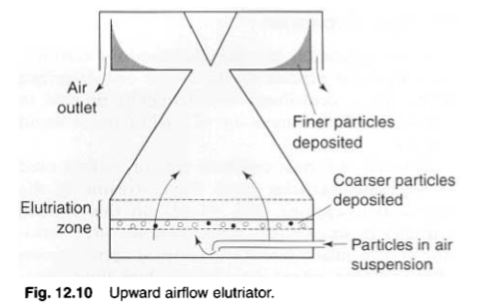 Air
outlet
Finer particles
deposited
Coarser particles
deposited
Elutriation
zone
Particles in air
suspension
Fig. 12.10 Upward airflow elutriator.